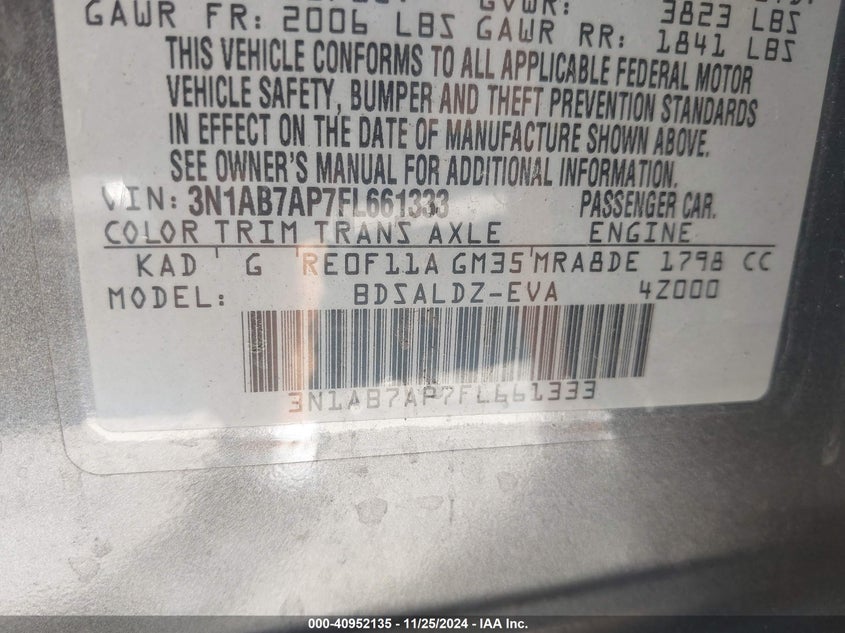 GVWR: 3823 LBS
GAWR FR: 2006 LBS GAWR RR: 1841 LBS
THIS VEHICLE CONFORMS TO ALL APPLICABLE FEDERAL MOTOR
VEHICLE SAFETY, BUMPER AND THEFT PREVENTION STANDARDS
IN EFFECT ON THE DATE OF MANUFACTURE SHOWN ABOVE.
SEE OWNER'S MANUAL FOR ADDITIONAL INFORMATION.
VIN: 3N1AB7AP7FL661333 PASSENGER CAR.
COLOR TRIM TRANS AXLE ENGINE
KAD G RE0F11A GM35 MRA8DE 1798 CC
MODEL: BDSALDZ-EVA 4Z000
3N1AB7AP7FL661333
000-40952135 - 11/25/2024 - IAA Inc.